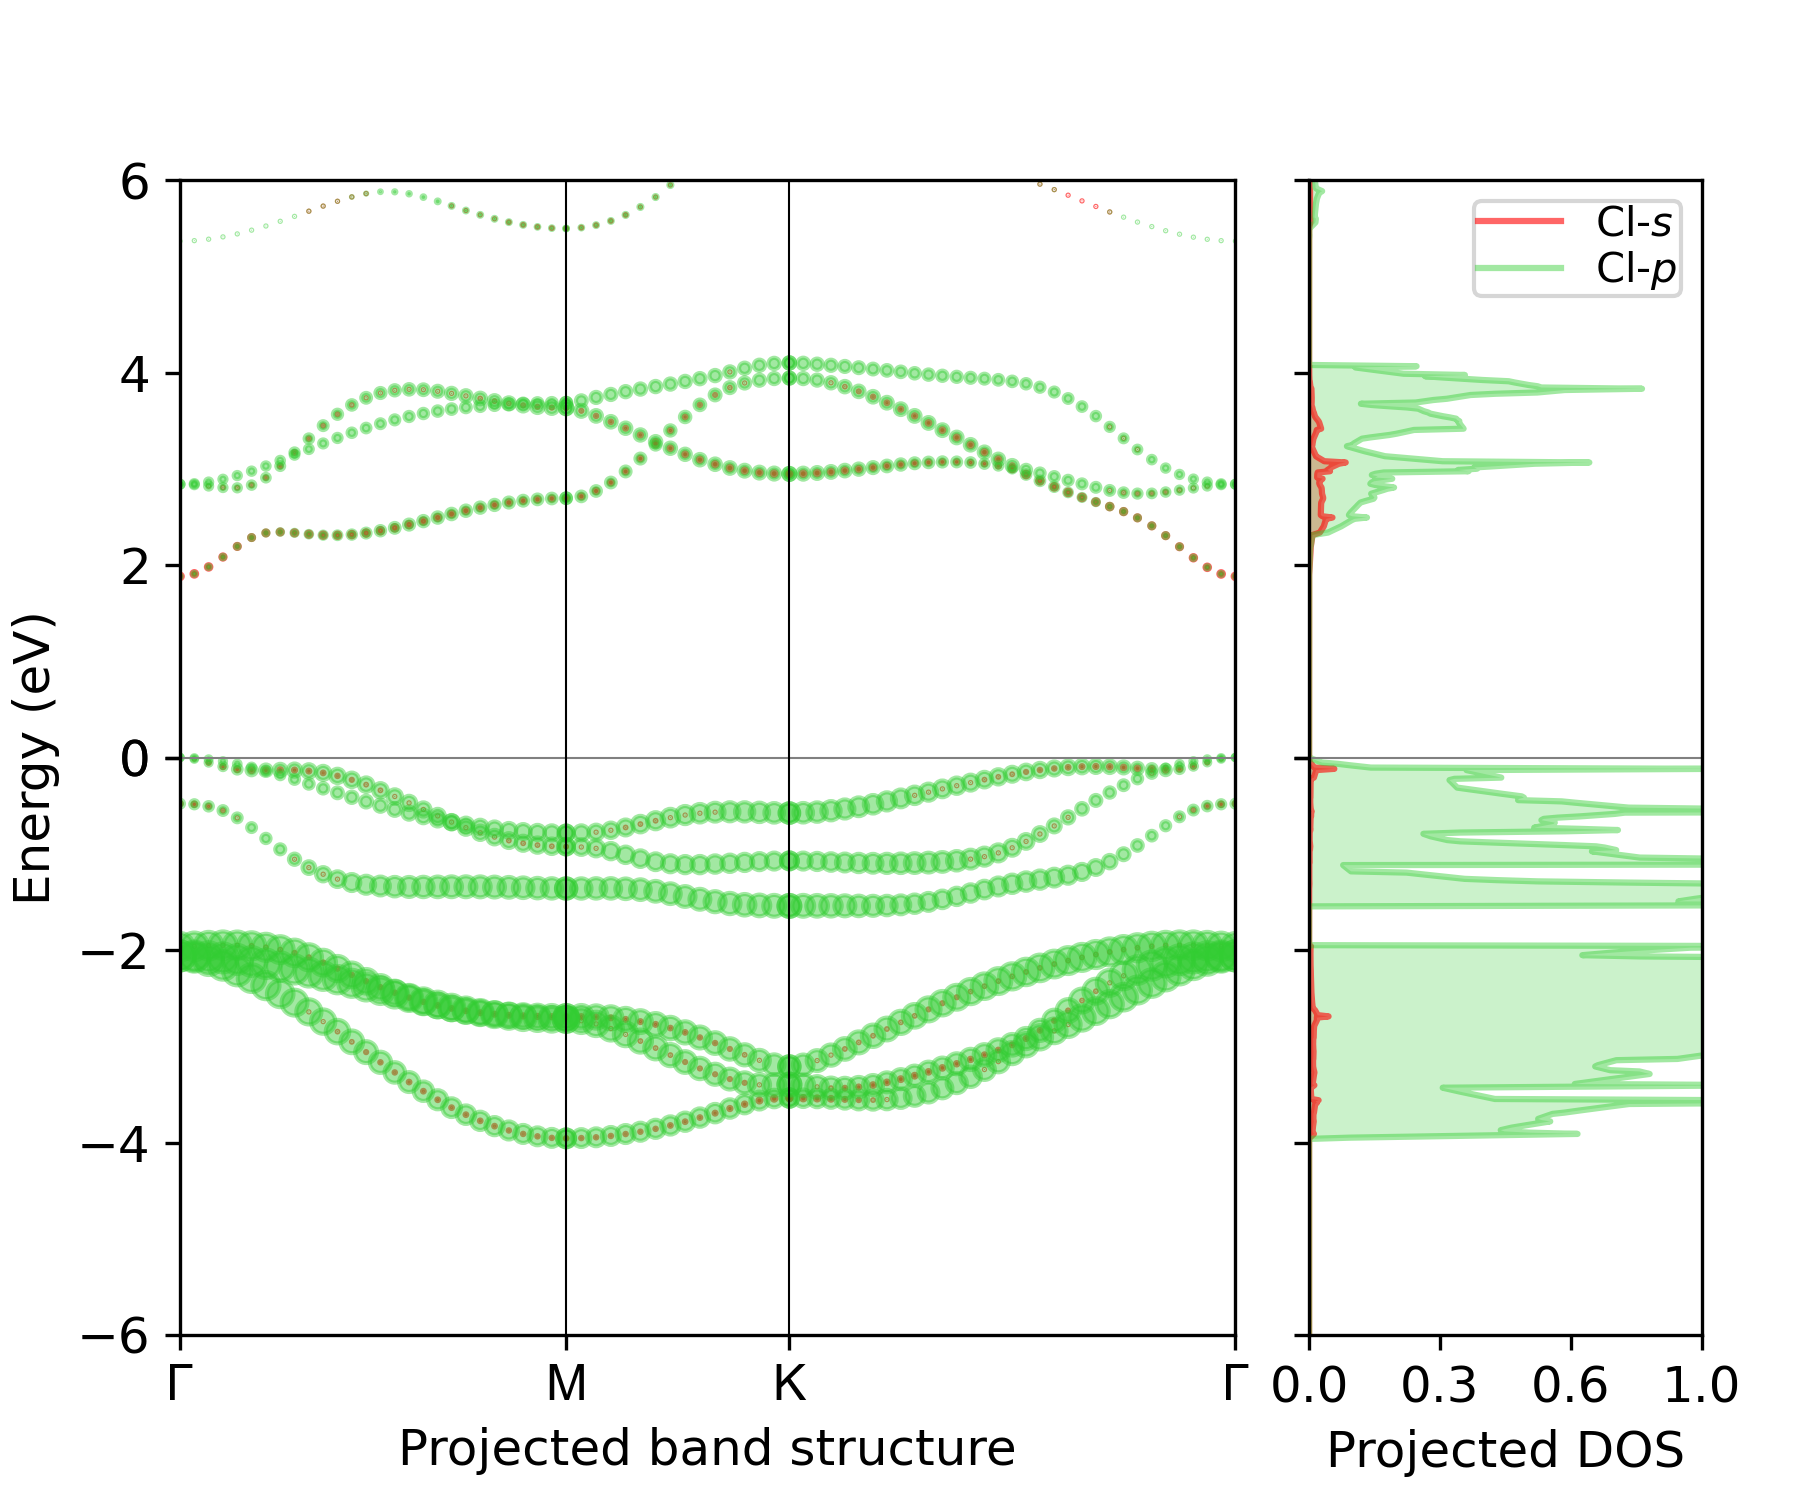 6
4
2
0
−2
−4
−6
Energy (eV)
Γ M K Γ
Projected band structure
Cl-s
Cl-p
0.0 0.3 0.6 1.0
Projected DOS